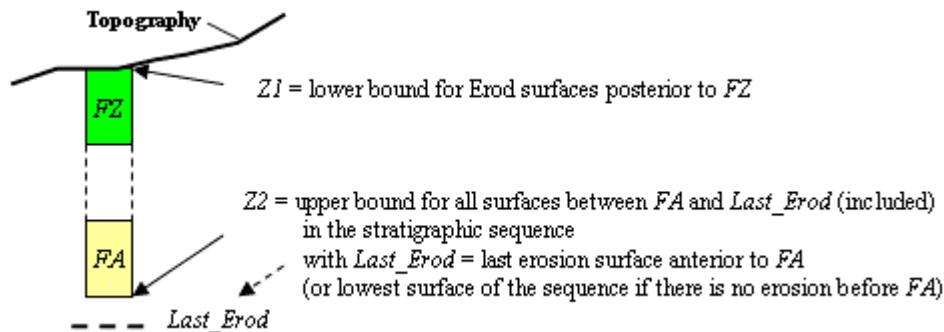 Topography
Z1 = lower bound for Erod surfaces posterior to FZ
FZ
Z2 = upper bound for all surfaces between FA and Last_Erod (included)
in the stratigraphic sequence
FA
with Last_Erod = last erosion surface anterior to FA
(or lowest surface of the sequence if there is no erosion before FA)
Last_Erod